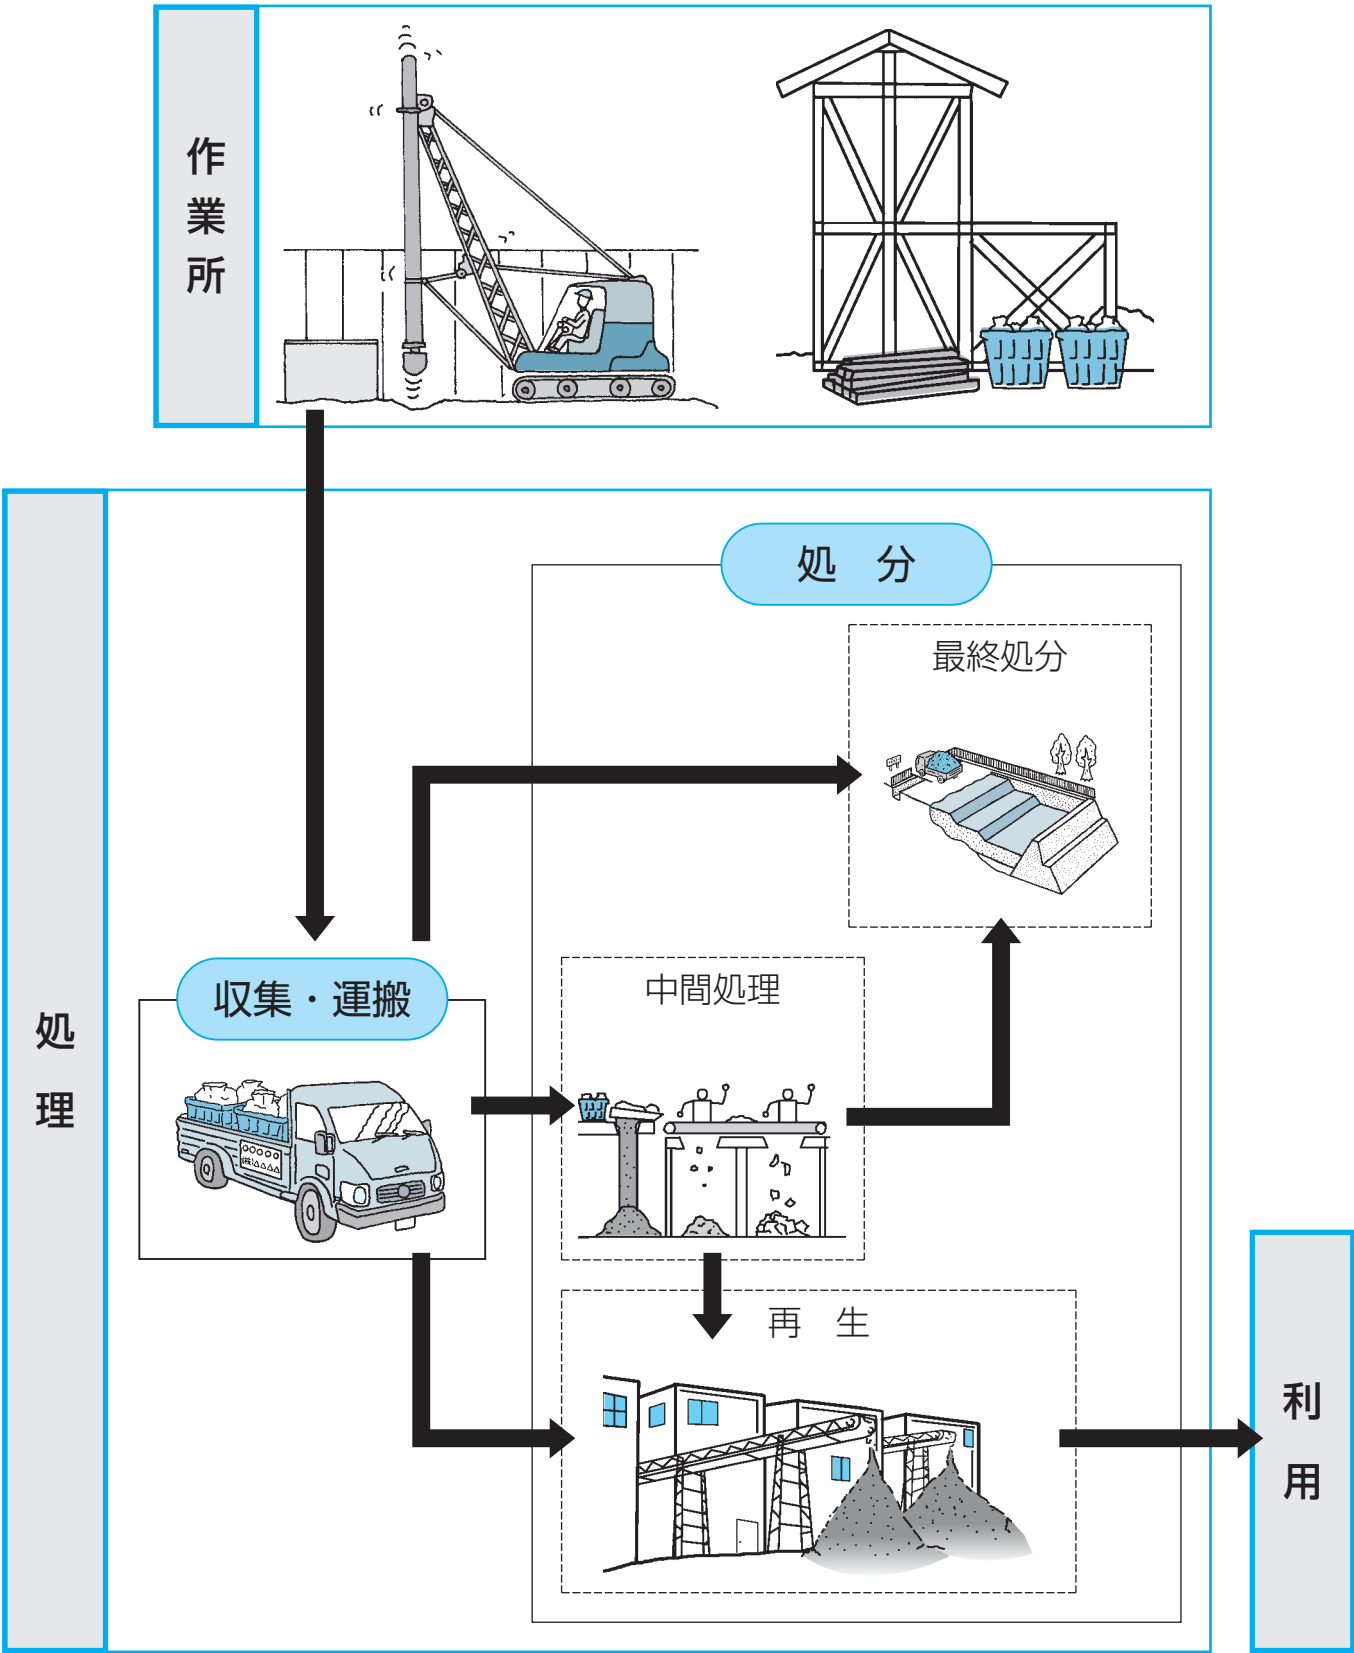 作業所
処分
最終処分
収集・運搬
中間処理
処理
再生
利用